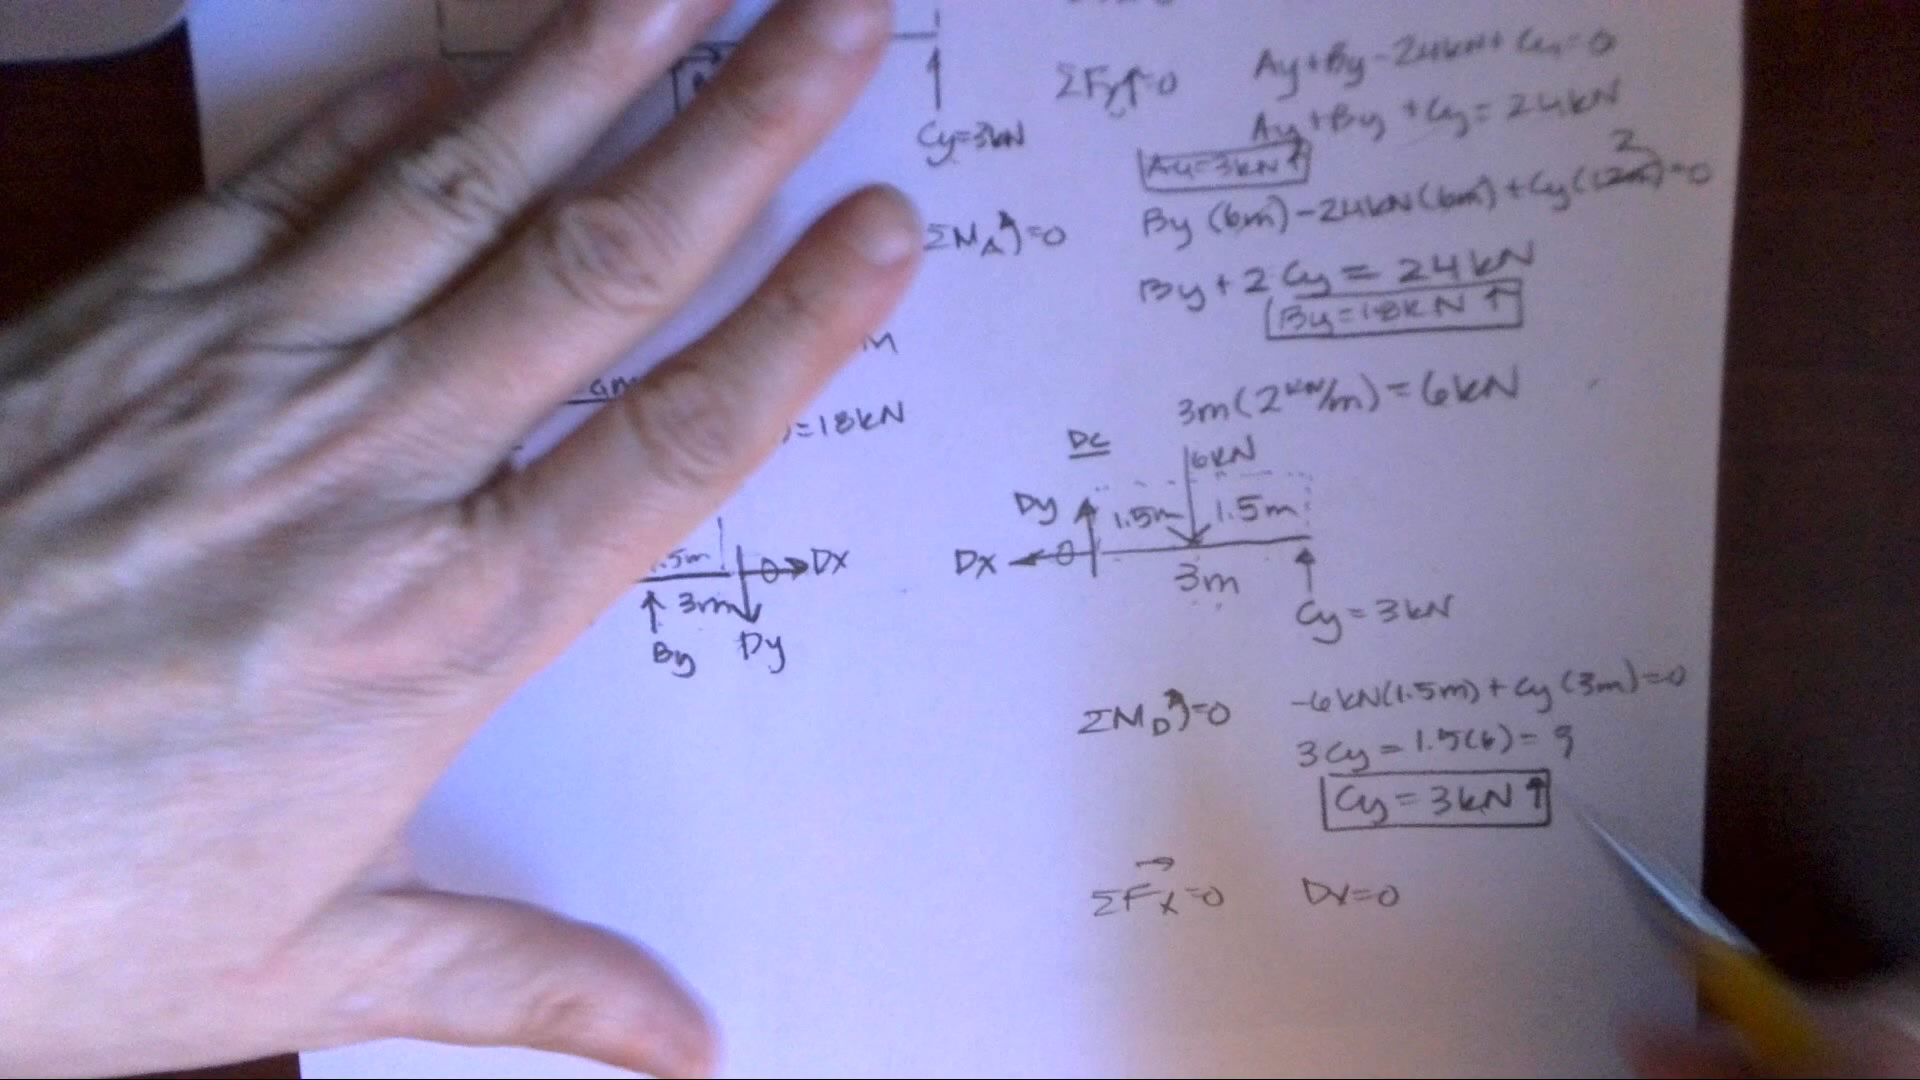 Cy=3kN
ΣFy↑=0
Ay+By-24kN+Cy=0
Ay+By+Cy=24kN
Ay=3kN↑
2
By(6m)-24kN(6m)+Cy(12m)=0
ΣMA)=0
By+2Cy=24kN
By=18kN↑
M
)=18kN
3m(2kN/m)=6kN
DC
6kN
Dy
1.5m
1.5m
.5m
Dx
Dx
3m
3m
By
Dy
Cy=3kN
ΣMD)=0
-6kN(1.5m)+Cy(3m)=0
3Cy=1.5(6)=9
Cy=3kN↑
ΣFx=0
Dx=0